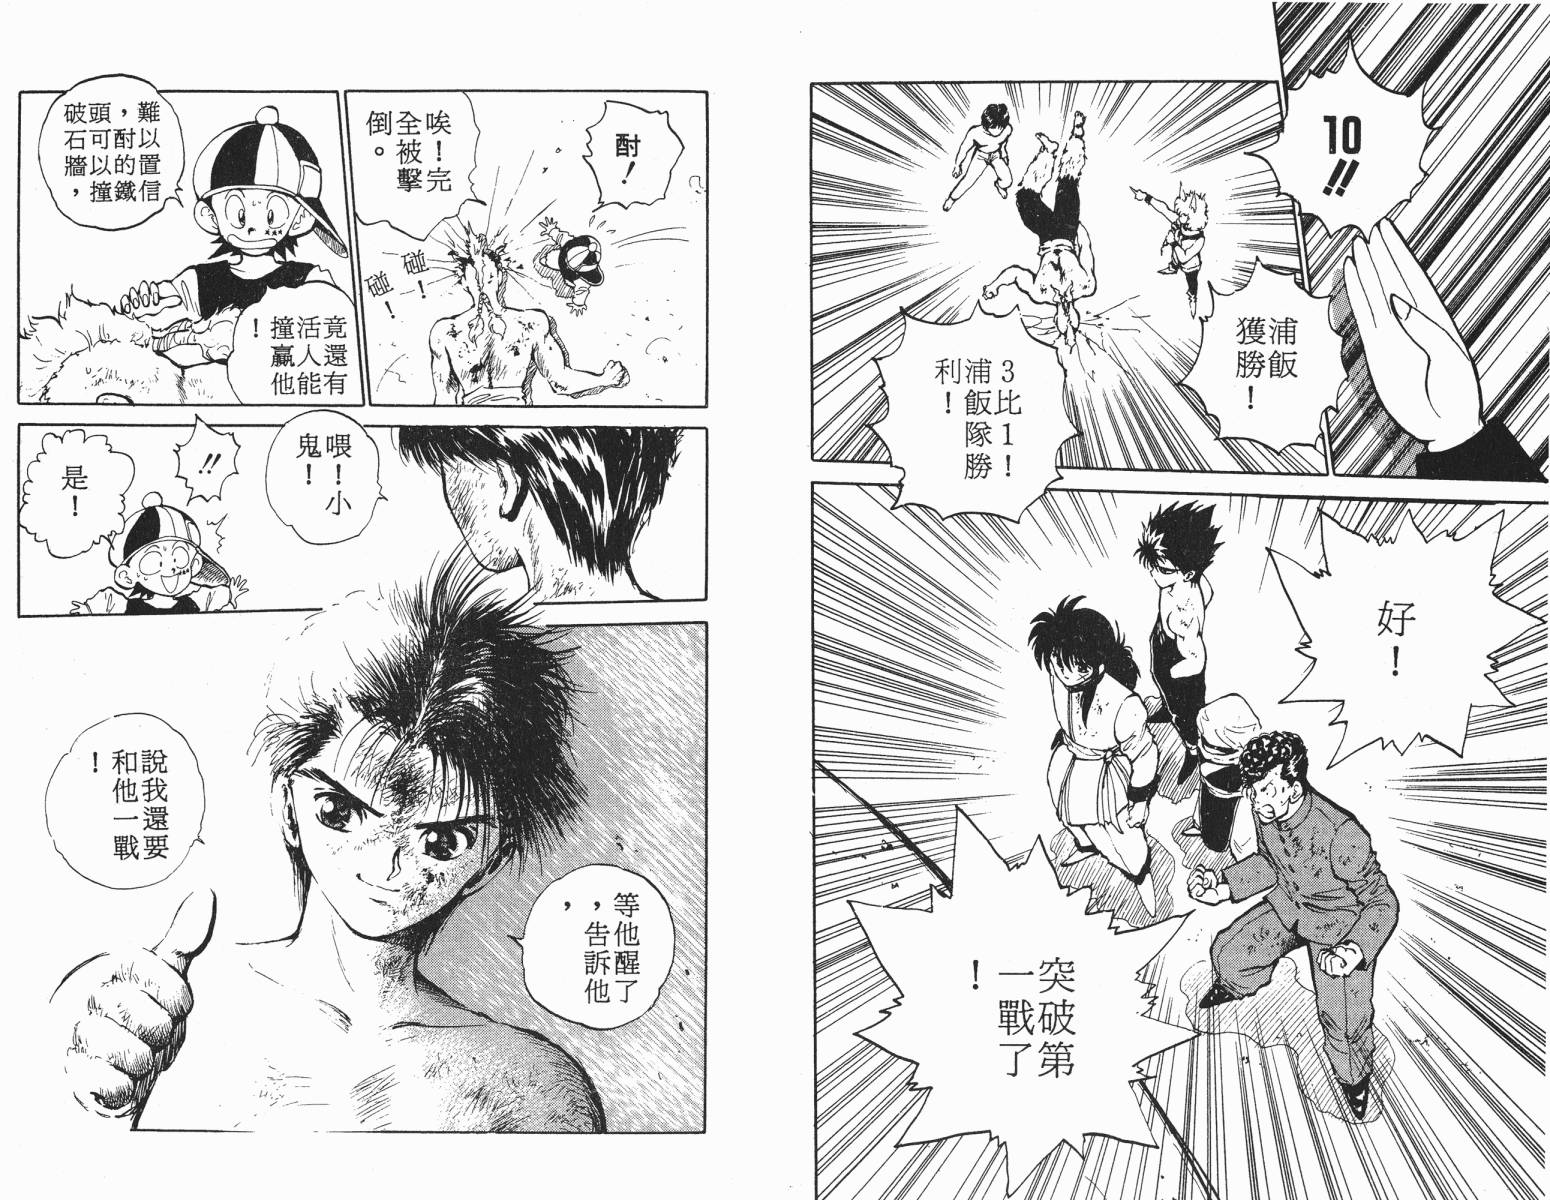 10!!
浦飯
獲勝!
3比1!
浦飯隊勝
利!
好!
突破第
一戰了
!
酎!
唉!完
全被擊
倒。
碰!
碰!
難以置信
,酎的鐵
頭可以撞
破石牆,
竟還有
活人能
撞贏他
!
喂!小
鬼!
!!
是!
等他醒了
,告訴他
,
說我還要
和他一戰
!